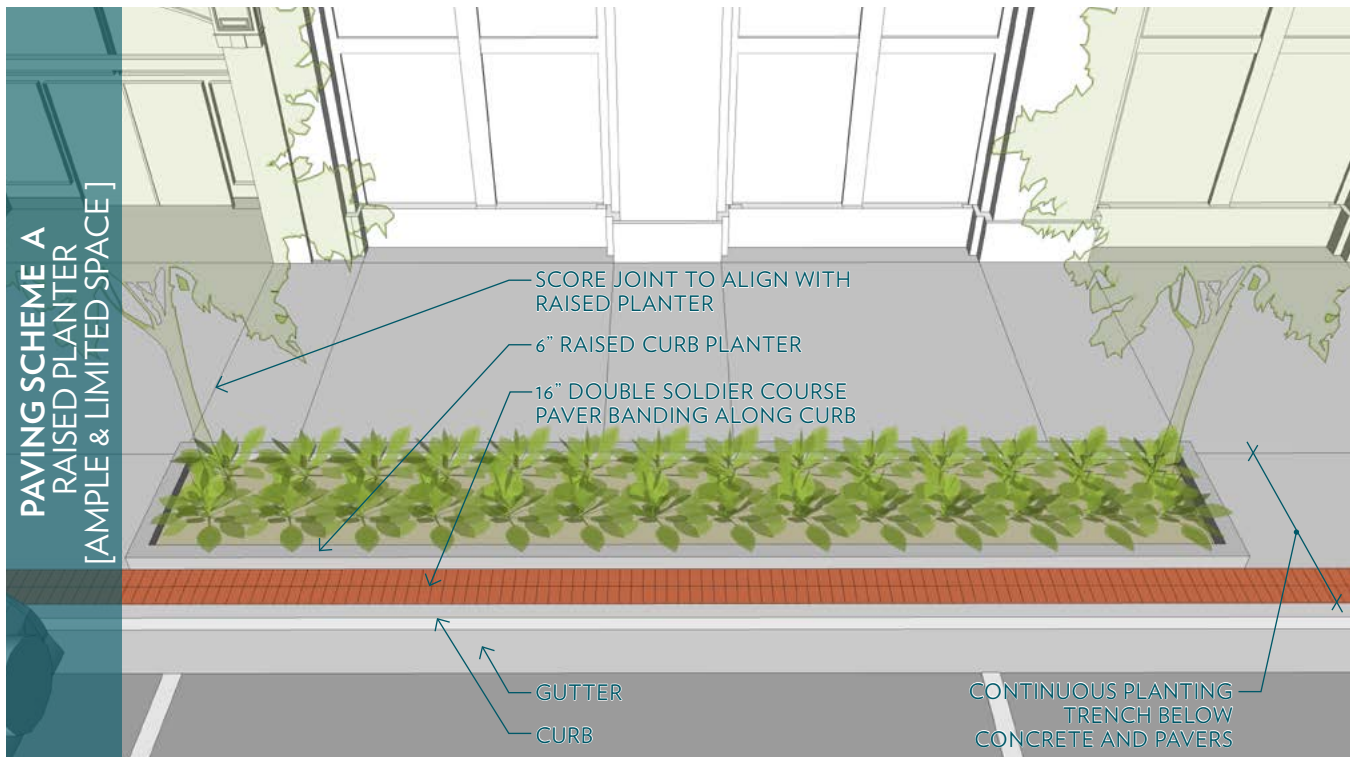 PAVING SCHEME A
RAISED PLANTER
[AMPLE & LIMITED SPACE ]
SCORE JOINT TO ALIGN WITH
RAISED PLANTER
6” RAISED CURB PLANTER
16” DOUBLE SOLDIER COURSE
PAVER BANDING ALONG CURB
GUTTER
CURB
CONTINUOUS PLANTING
TRENCH BELOW
CONCRETE AND PAVERS